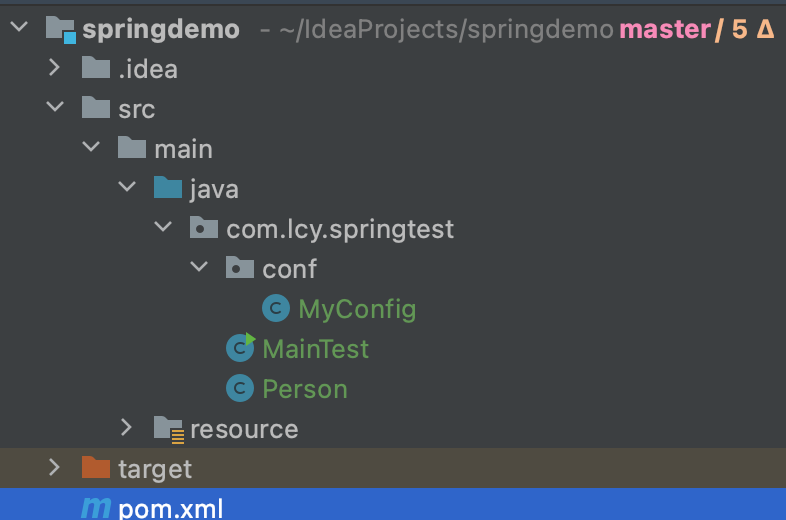 springdemo - ~/IdeaProjects/springdemo master / 5 Δ
.idea
src
main
java
com.lcy.springtest
conf
C MyConfig
C MainTest
C Person
resource
target
m pom.xml